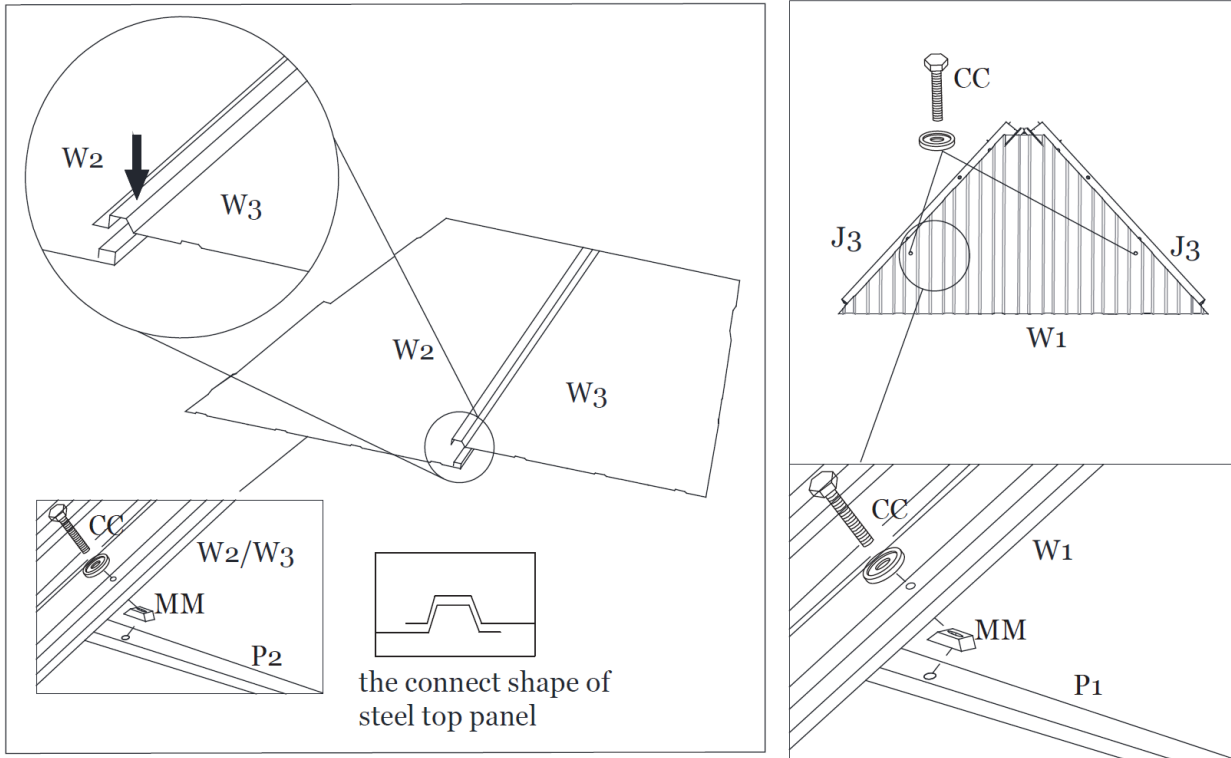 W2
W3
W2
W3
CC
W2/W3
MM
P2
the connect shape of
steel top panel
CC
J3
J3
W1
CC
W1
MM
P1